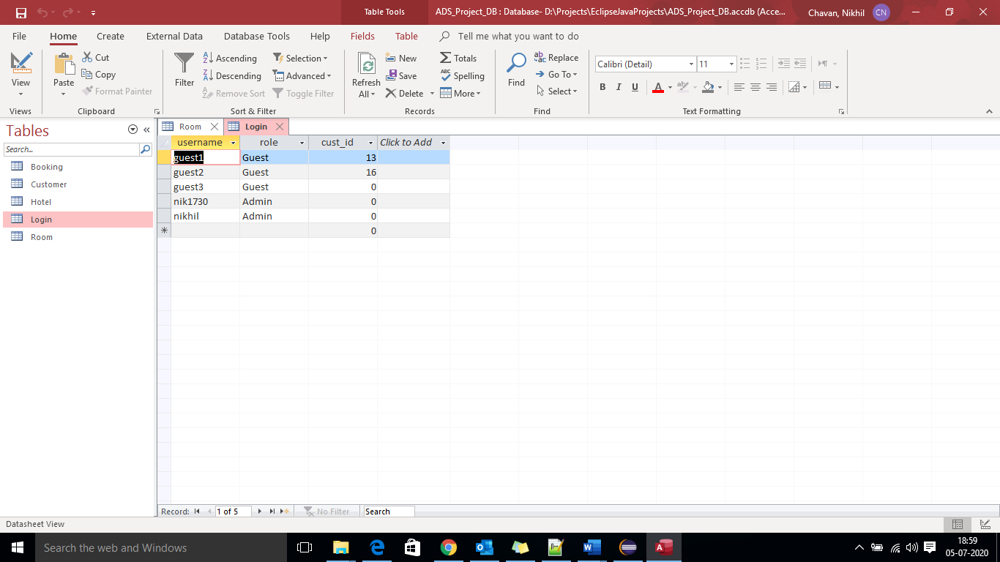 Table Tools
ADS_Project_DB : Database- D:\Projects\EclipseJavaProjects\ADS_Project_DB.accdb (Acce...
Chavan, Nikhil CN
File Home Create External Data Database Tools Help Fields Table Tell me what you want to do
View
Views
Paste
Cut
Copy
Format Painter
Clipboard
Filter
Ascending
Descending
Remove Sort
Selection
Advanced
Toggle Filter
Sort & Filter
Refresh
All
New
Save
Delete
Totals
Spelling
More
Records
Find
Replace
Go To
Select
Find
Calibri (Detail) 11
B I U A
Text Formatting
Tables
Search...
Booking
Customer
Hotel
Login
Room
Room Login
username role cust_id Click to Add
guest1 Guest 13
guest2 Guest 16
guest3 Guest 0
nik1730 Admin 0
nikhil Admin 0
0
Record: 1 of 5 No Filter Search
Datasheet View
Search the web and Windows
18:59
05-07-2020